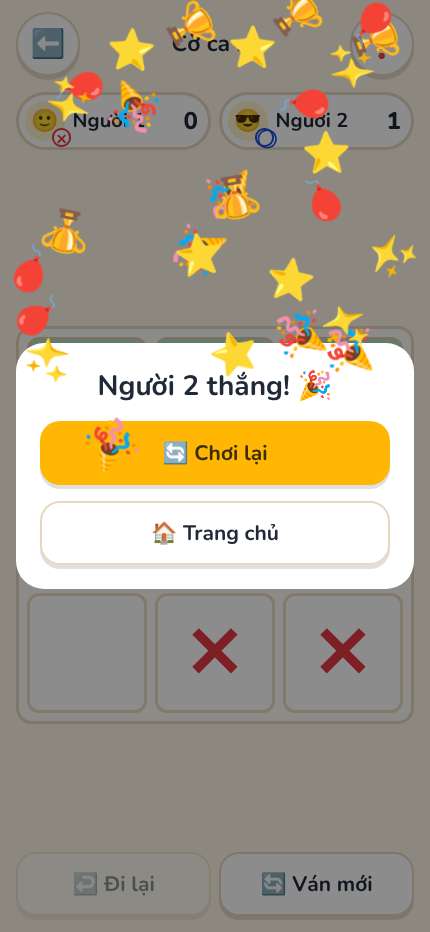 Cờ ca
Người
0
Người 2
1
Người 2 thắng!
Chơi lại
Trang chủ
Đi lại
Ván mới